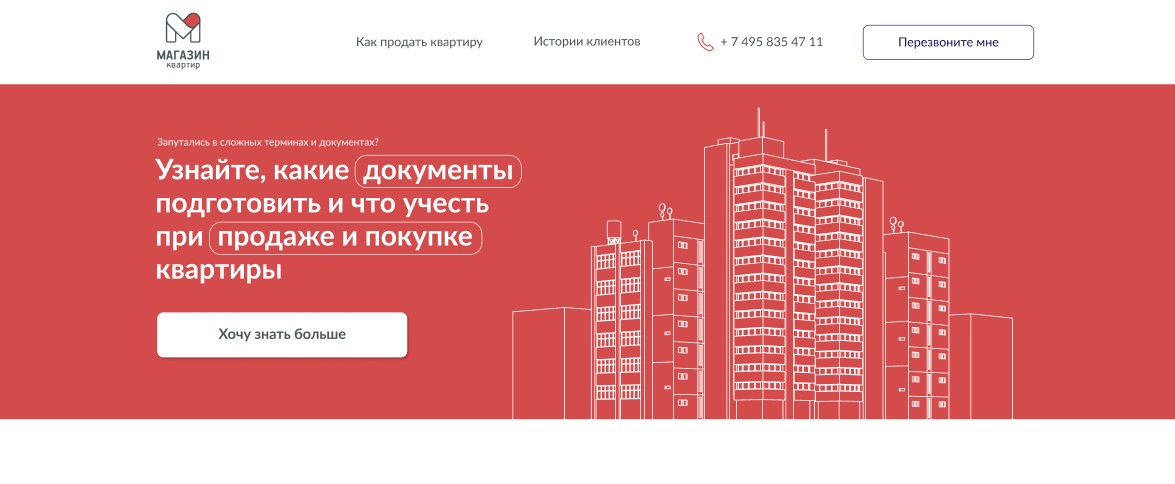 МАГАЗИН
квартир
Как продать квартиру
Истории клиентов
+ 7 495 835 47 11
Перезвоните мне
Запутались в сложных терминах и документах?
Узнайте, какие документы
подготовить и что учесть
при продаже и покупке
квартиры
Хочу знать больше